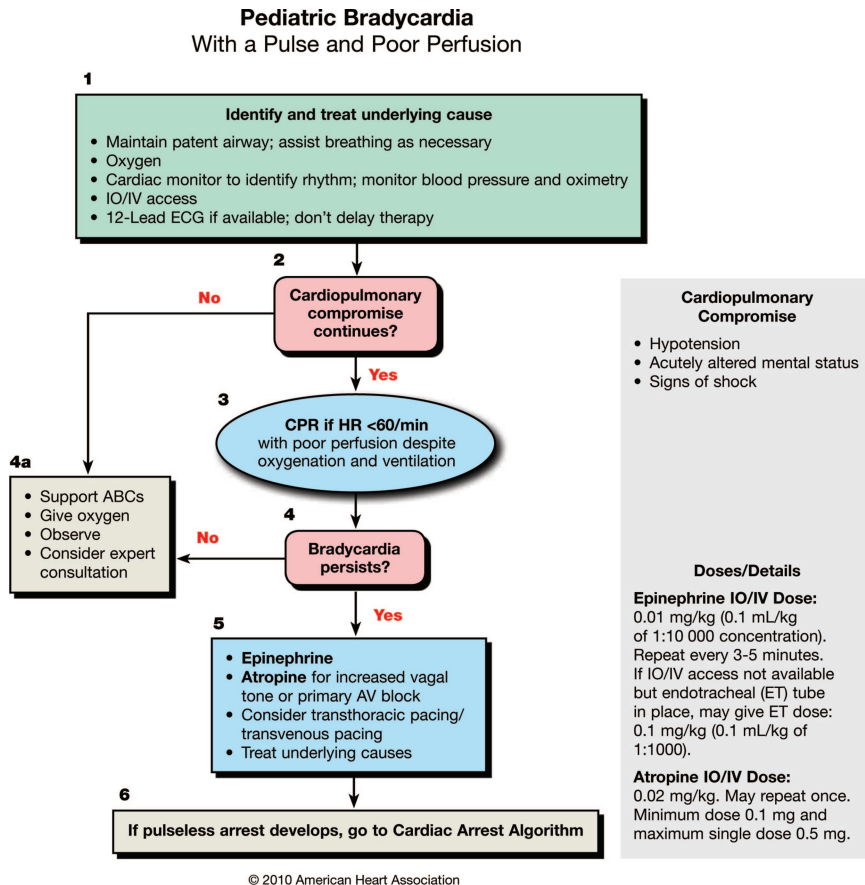 Pediatric Bradycardia
With a Pulse and Poor Perfusion
1
Identify and treat underlying cause
• Maintain patent airway; assist breathing as necessary
• Oxygen
• Cardiac monitor to identify rhythm; monitor blood pressure and oximetry
• IO/IV access
• 12-Lead ECG if available; don't delay therapy
2
Cardiopulmonary
compromise
continues?
No
Yes
3
CPR if HR <60/min
with poor perfusion despite
oxygenation and ventilation
4a
• Support ABCs
• Give oxygen
• Observe
• Consider expert
consultation
4
Bradycardia
persists?
No
Yes
5
• Epinephrine
• Atropine for increased vagal
tone or primary AV block
• Consider transthoracic pacing/
transvenous pacing
• Treat underlying causes
6
If pulseless arrest develops, go to Cardiac Arrest Algorithm
Cardiopulmonary
Compromise
• Hypotension
• Acutely altered mental status
• Signs of shock
Doses/Details
Epinephrine IO/IV Dose:
0.01 mg/kg (0.1 mL/kg
of 1:10 000 concentration).
Repeat every 3-5 minutes.
If IO/IV access not available
but endotracheal (ET) tube
in place, may give ET dose:
0.1 mg/kg (0.1 mL/kg of
1:1000).
Atropine IO/IV Dose:
0.02 mg/kg. May repeat once.
Minimum dose 0.1 mg and
maximum single dose 0.5 mg.
© 2010 American Heart Association